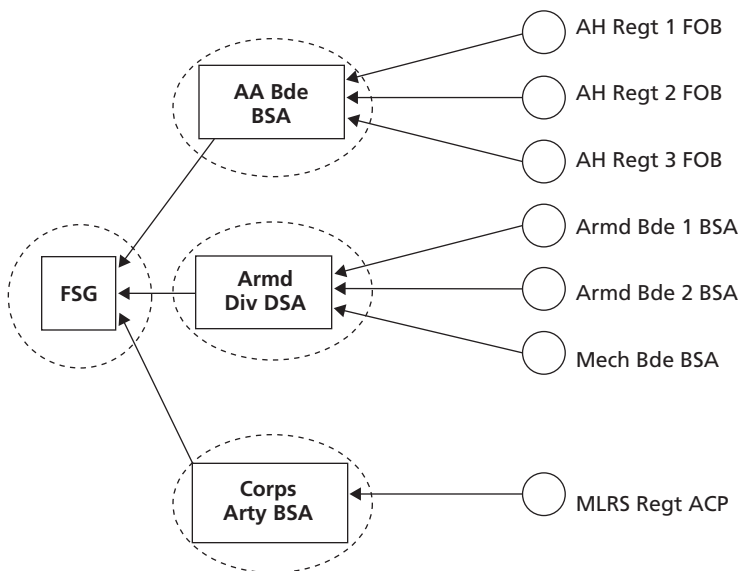 AH Regt 1 FOB
AA Bde
BSA
AH Regt 2 FOB
AH Regt 3 FOB
Armd Bde 1 BSA
FSG
Armd
Div DSA
Armd Bde 2 BSA
Mech Bde BSA
Corps
Arty BSA
MLRS Regt ACP